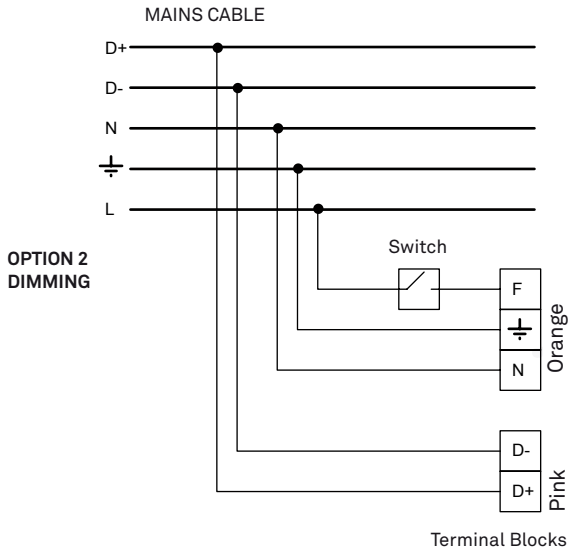 MAINS CABLE
D+
D-
N
L
OPTION 2
DIMMING
Switch
F
N
Orange
D-
D+
Pink
Terminal Blocks